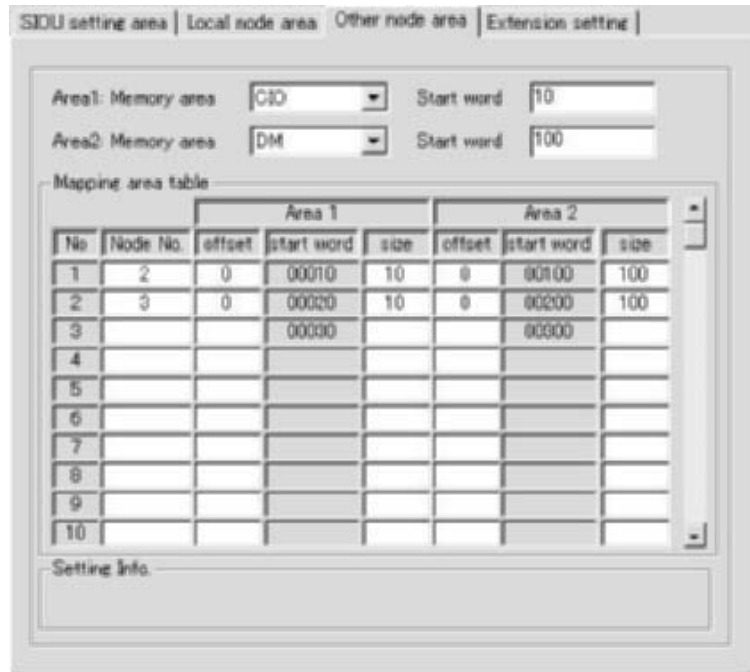 SIOU setting area | Local node area | Other node area | Extension setting
Area1: Memory area CIO Start word 10
Area2: Memory area DM Start word 100
Mapping area table
Area 1 Area 2
No Node No. offset start word size offset start word size
1 2 0 00010 10 0 00100 100
2 3 0 00020 10 0 00200 100
3 00030 00300
4
5
6
7
8
9
10
Setting Info.